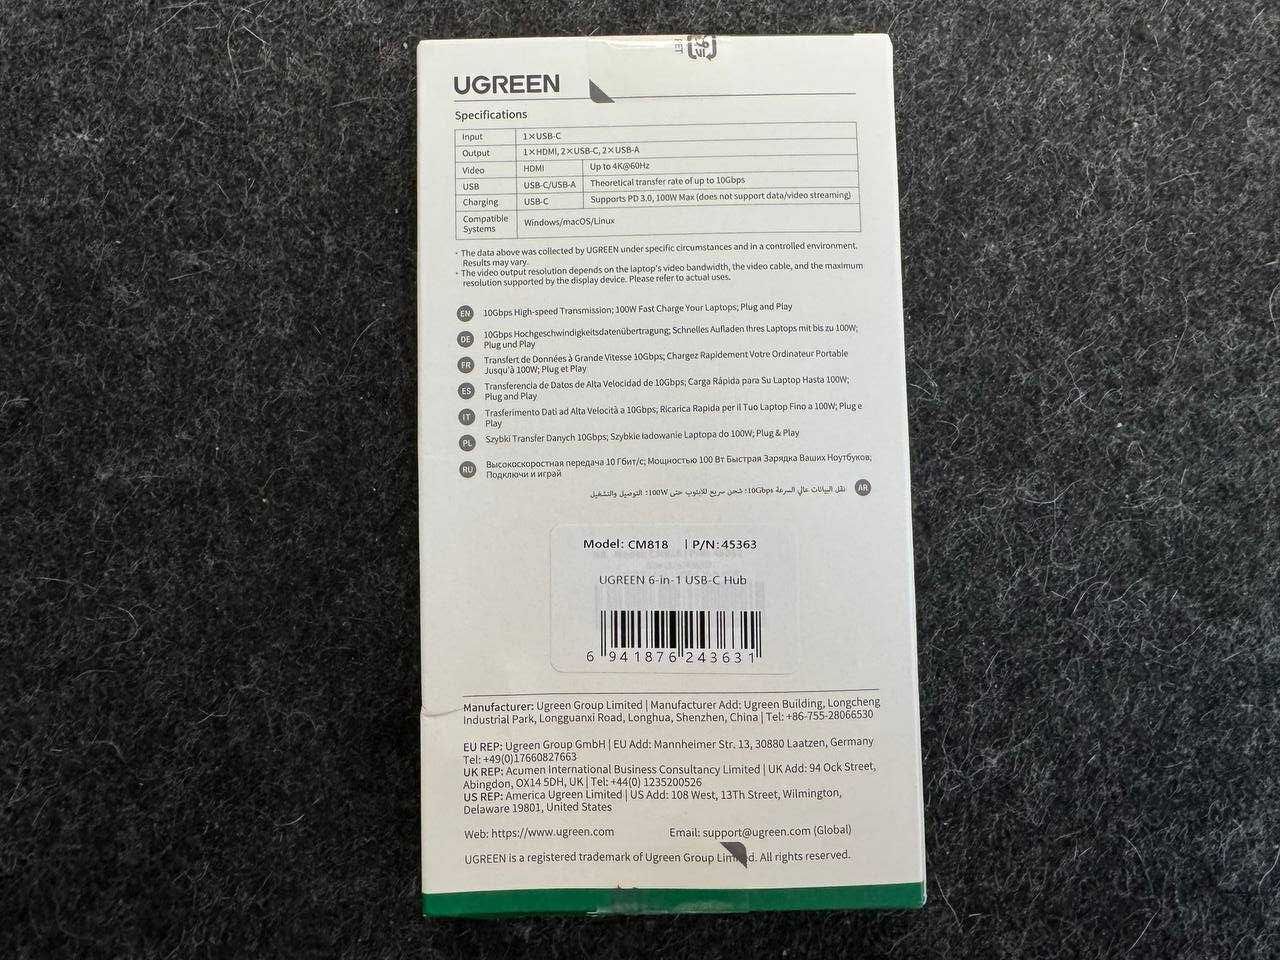 UGREEN
Specifications
Input 1×USB-C
Output 1×HDMI, 2×USB-C, 2×USB-A
Video HDMI Up to 4K@60Hz
USB USB-C/USB-A Theoretical transfer rate of up to 10Gbps
Charging USB-C Supports PD 3.0, 100W Max (does not support data/video streaming)
Compatible
Systems Windows/macOS/Linux
• The data above was collected by UGREEN under specific circumstances and in a controlled environment.
Results may vary.
• The video output resolution depends on the laptop's video bandwidth, the video cable, and the maximum
resolution supported by the display device. Please refer to actual uses.
EN 10Gbps High-speed Transmission; 100W Fast Charge Your Laptops; Plug and Play
DE 10Gbps Hochgeschwindigkeitsdatenübertragung; Schnelles Aufladen Ihres Laptops mit bis zu 100W;
Plug und Play
FR Transfert de Données à Grande Vitesse 10Gbps; Chargez Rapidement Votre Ordinateur Portable
Jusqu'à 100W; Plug et Play
ES Transferencia de Datos de Alta Velocidad de 10Gbps; Carga Rápida para Su Laptop Hasta 100W;
Plug and Play
IT Trasferimento Dati ad Alta Velocità a 10Gbps; Ricarica Rapida per il Tuo Laptop Fino a 100W; Plug e
Play
PL Szybki Transfer Danych 10Gbps; Szybkie ładowanie Laptopa do 100W; Plug & Play
RU Высокоскоростная передача 10 Гбит/с; Мощностью 100 Вт Быстрая Зарядка Ваших Ноутбуков;
Подключи и играй
AR نقل البيانات عالي السرعة 10Gbps؛ شحن سريع للابتوب حتى 100W؛ التوصيل والتشغيل
Model: CM818 | P/N: 45363
UGREEN 6-in-1 USB-C Hub
6 941876 243631
Manufacturer: Ugreen Group Limited | Manufacturer Add: Ugreen Building, Longcheng
Industrial Park, Longguanxi Road, Longhua, Shenzhen, China | Tel: +86-755-28066530
EU REP: Ugreen Group GmbH | EU Add: Mannheimer Str. 13, 30880 Laatzen, Germany
Tel: +49(0)17660827663
UK REP: Acumen International Business Consultancy Limited | UK Add: 94 Ock Street,
Abingdon, OX14 5DH, UK | Tel: +44(0) 1235200526
US REP: America Ugreen Limited | US Add: 108 West, 13Th Street, Wilmington,
Delaware 19801, United States
Web: https://www.ugreen.com Email: support@ugreen.com (Global)
UGREEN is a registered trademark of Ugreen Group Limited. All rights reserved.